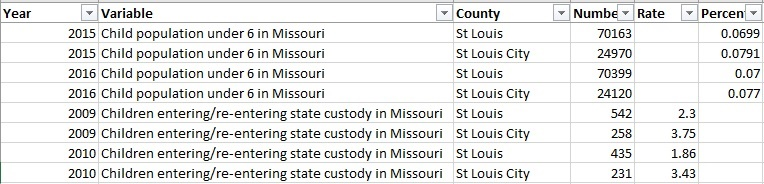 Year Variable County Numbe Rate Percen
2015 Child population under 6 in Missouri St Louis 70163 0.0699
2015 Child population under 6 in Missouri St Louis City 24970 0.0791
2016 Child population under 6 in Missouri St Louis 70399 0.07
2016 Child population under 6 in Missouri St Louis City 24120 0.077
2009 Children entering/re-entering state custody in Missouri St Louis 542 2.3
2009 Children entering/re-entering state custody in Missouri St Louis City 258 3.75
2010 Children entering/re-entering state custody in Missouri St Louis 435 1.86
2010 Children entering/re-entering state custody in Missouri St Louis City 231 3.43